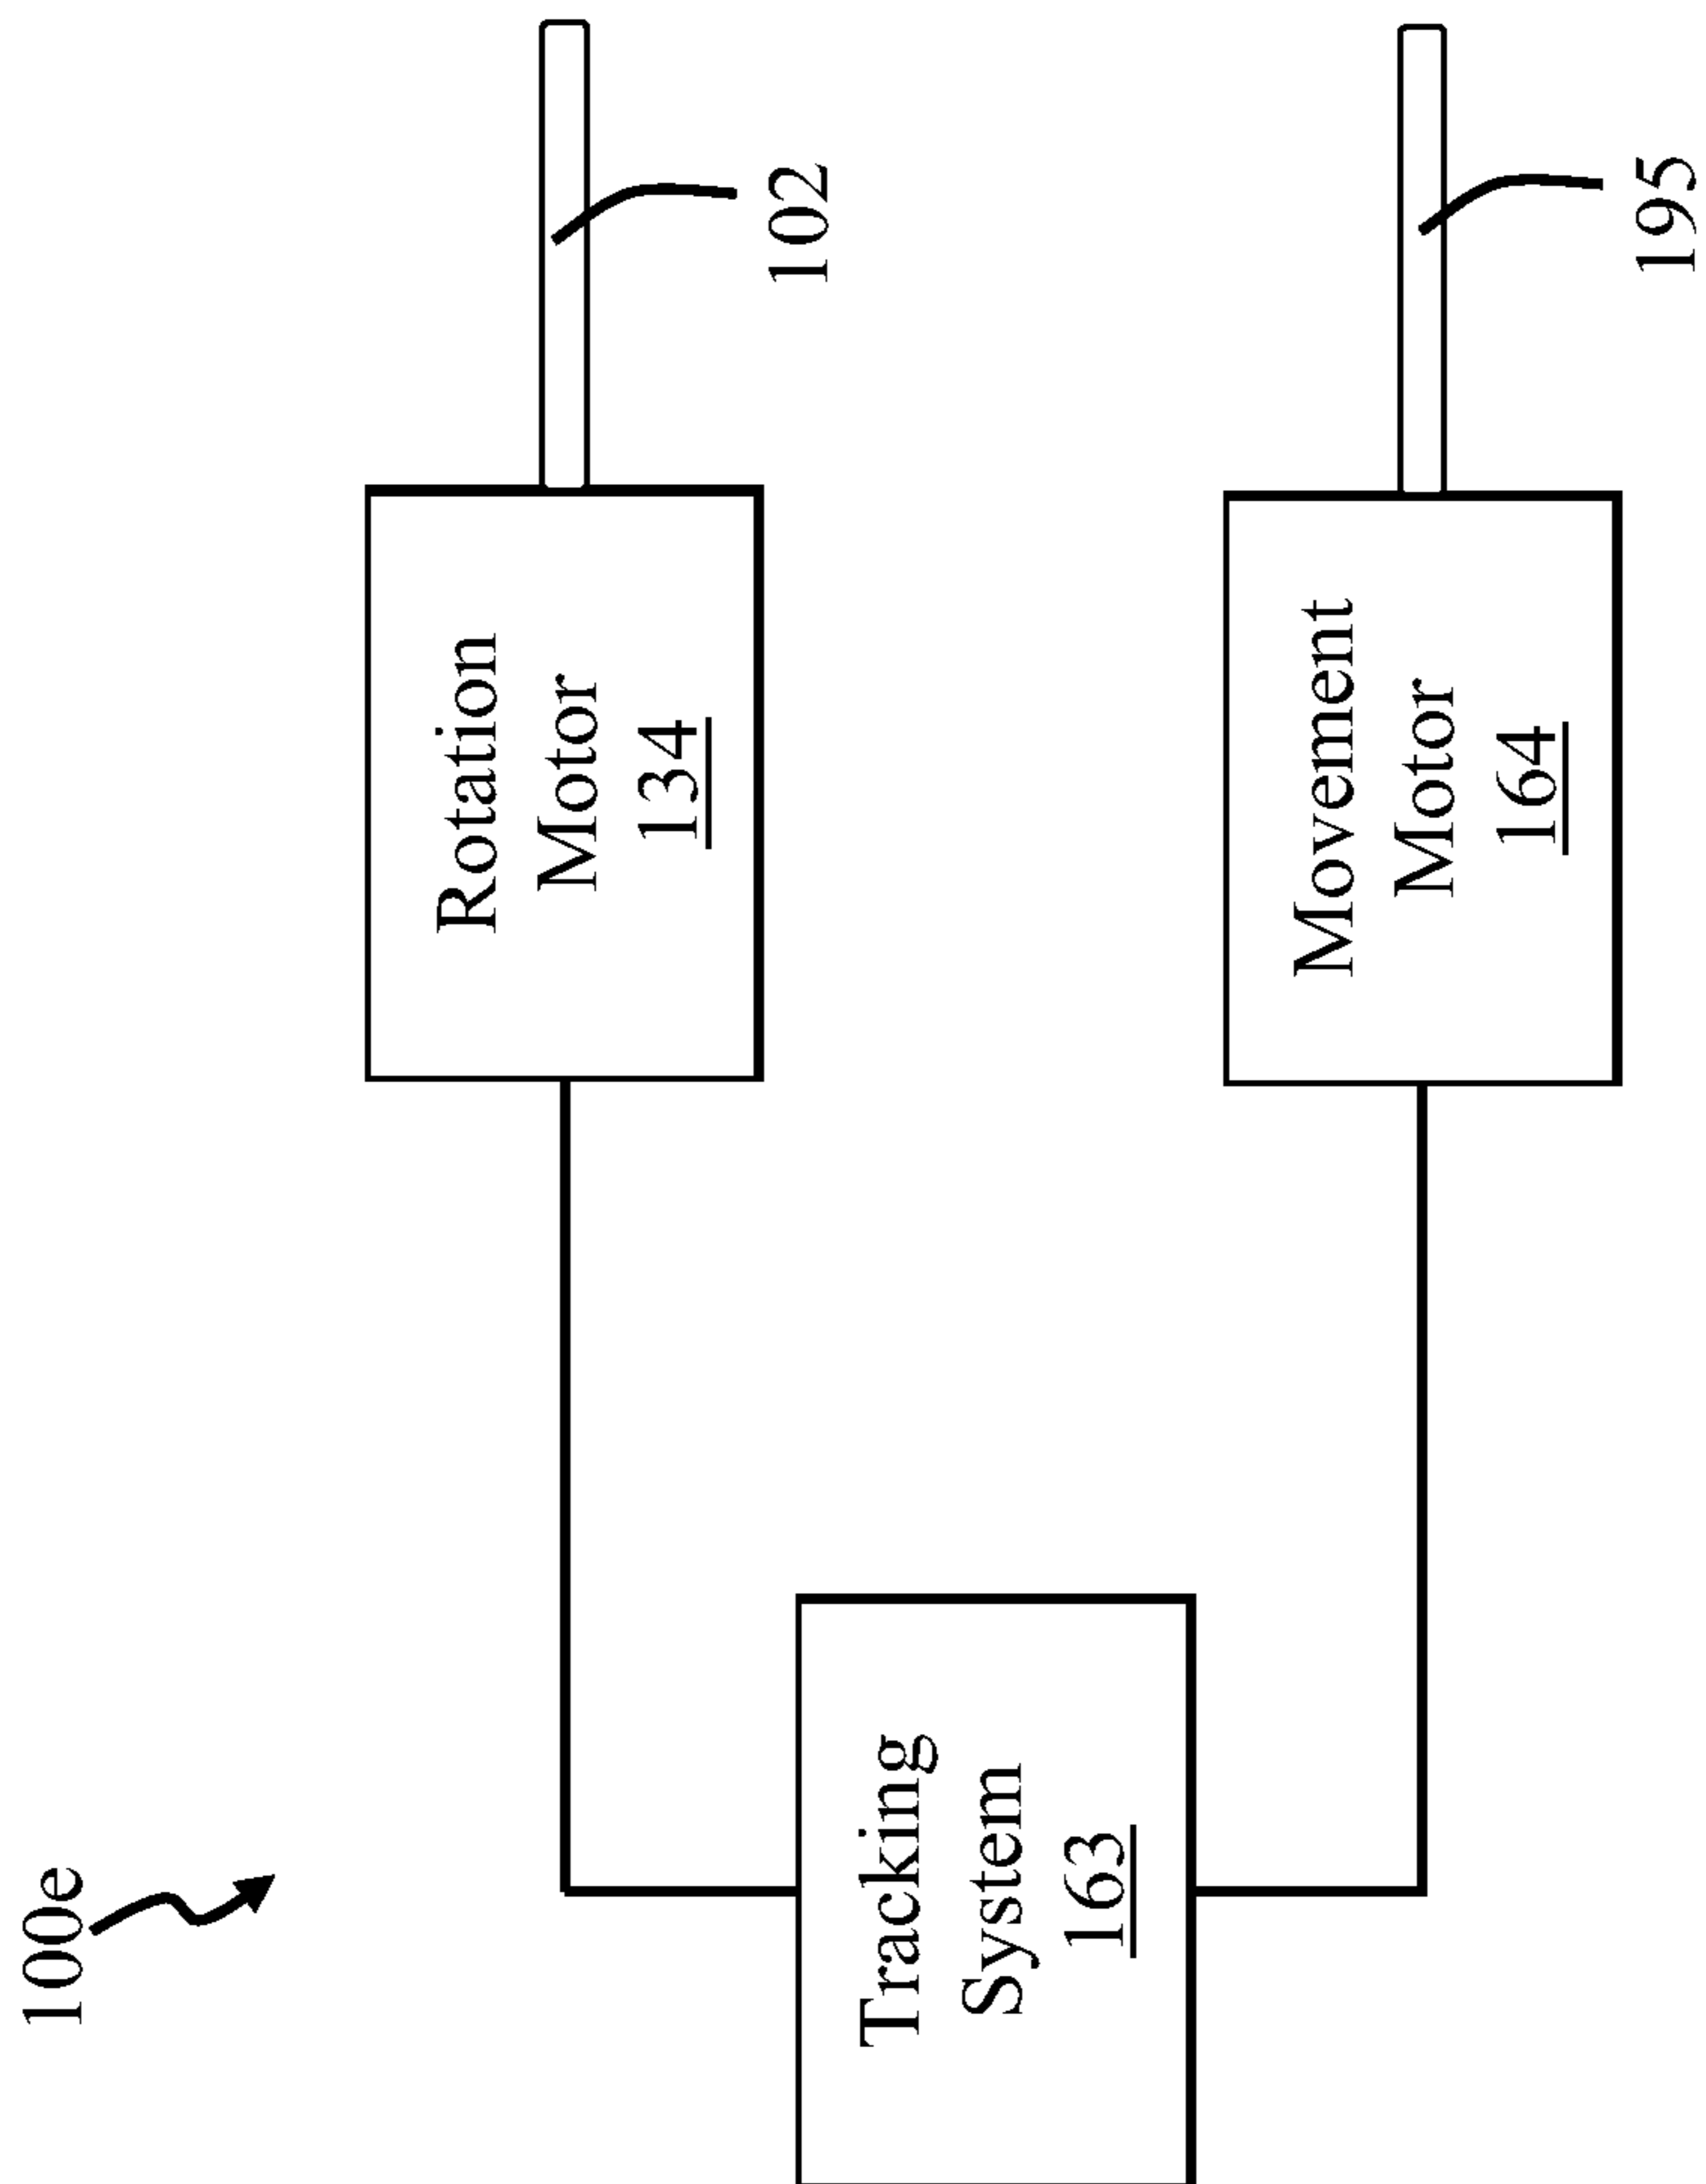 100e
Tracking
System
163
Rotation
Motor
134
102
Movement
Motor
164
195